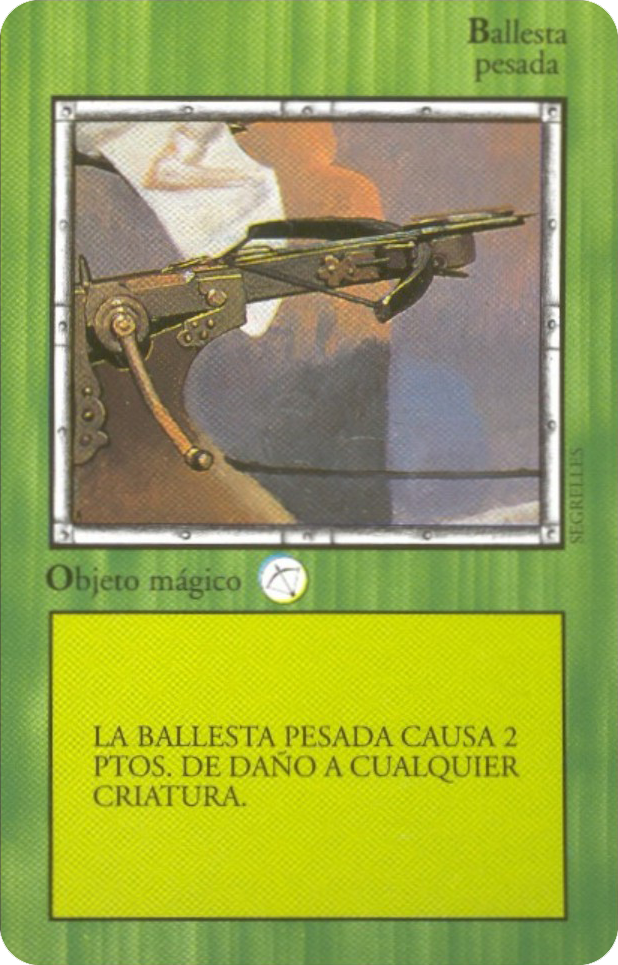 Ballesta
pesada
SEGRELLES
Objeto mágico
LA BALLESTA PESADA CAUSA 2
PTOS. DE DAÑO A CUALQUIER
CRIATURA.